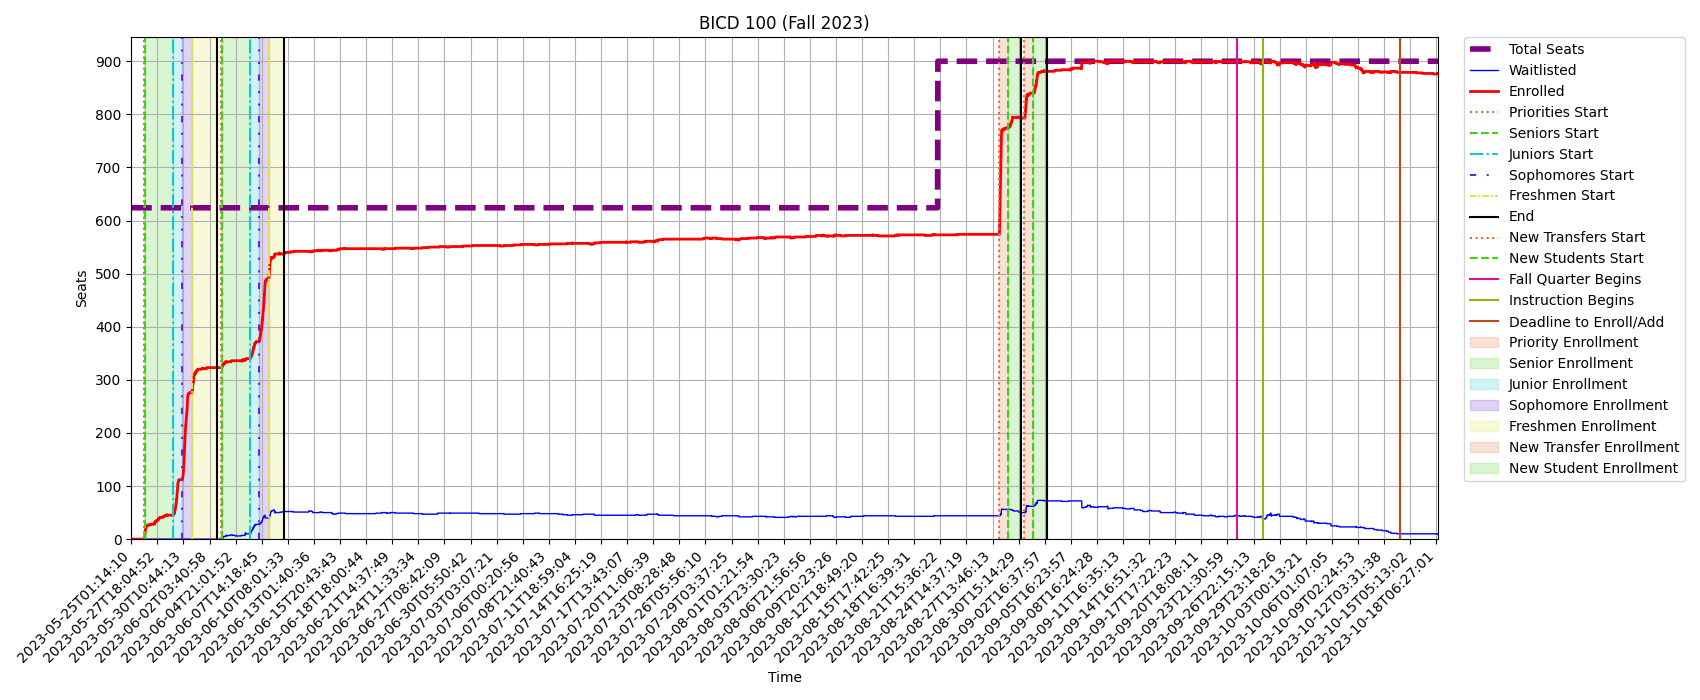 BICD 100 (Fall 2023)
Seats
900
800
700
600
500
400
300
200
100
0
2023-05-25T01:14:10
2023-05-27T18:04:52
2023-05-30T10:44:13
2023-06-02T03:40:58
2023-06-04T21:01:52
2023-06-07T14:18:45
2023-06-10T08:01:33
2023-06-13T01:40:36
2023-06-15T20:43:43
2023-06-18T18:00:44
2023-06-21T14:37:49
2023-06-24T11:33:34
2023-06-27T08:42:09
2023-06-30T05:50:42
2023-07-03T03:07:21
2023-07-06T00:20:56
2023-07-08T21:40:43
2023-07-11T18:59:04
2023-07-14T16:25:19
2023-07-17T13:43:07
2023-07-20T11:06:39
2023-07-23T08:28:48
2023-07-26T05:56:10
2023-07-29T03:37:25
2023-08-01T01:21:54
2023-08-03T23:30:23
2023-08-06T21:56:56
2023-08-09T20:23:26
2023-08-12T18:49:20
2023-08-15T17:42:25
2023-08-18T16:39:31
2023-08-21T15:36:22
2023-08-24T14:37:19
2023-08-27T13:46:13
2023-08-30T15:14:29
2023-09-02T16:37:57
2023-09-05T16:23:57
2023-09-08T16:24:28
2023-09-11T16:35:13
2023-09-14T16:51:32
2023-09-17T17:22:23
2023-09-20T18:08:11
2023-09-23T21:30:59
2023-09-26T22:15:13
2023-09-29T23:18:26
2023-10-03T00:13:21
2023-10-06T01:07:05
2023-10-09T02:24:53
2023-10-12T03:31:38
2023-10-15T05:13:02
2023-10-18T06:27:01
Time
Total Seats
Waitlisted
Enrolled
Priorities Start
Seniors Start
Juniors Start
Sophomores Start
Freshmen Start
End
New Transfers Start
New Students Start
Fall Quarter Begins
Instruction Begins
Deadline to Enroll/Add
Priority Enrollment
Senior Enrollment
Junior Enrollment
Sophomore Enrollment
Freshmen Enrollment
New Transfer Enrollment
New Student Enrollment